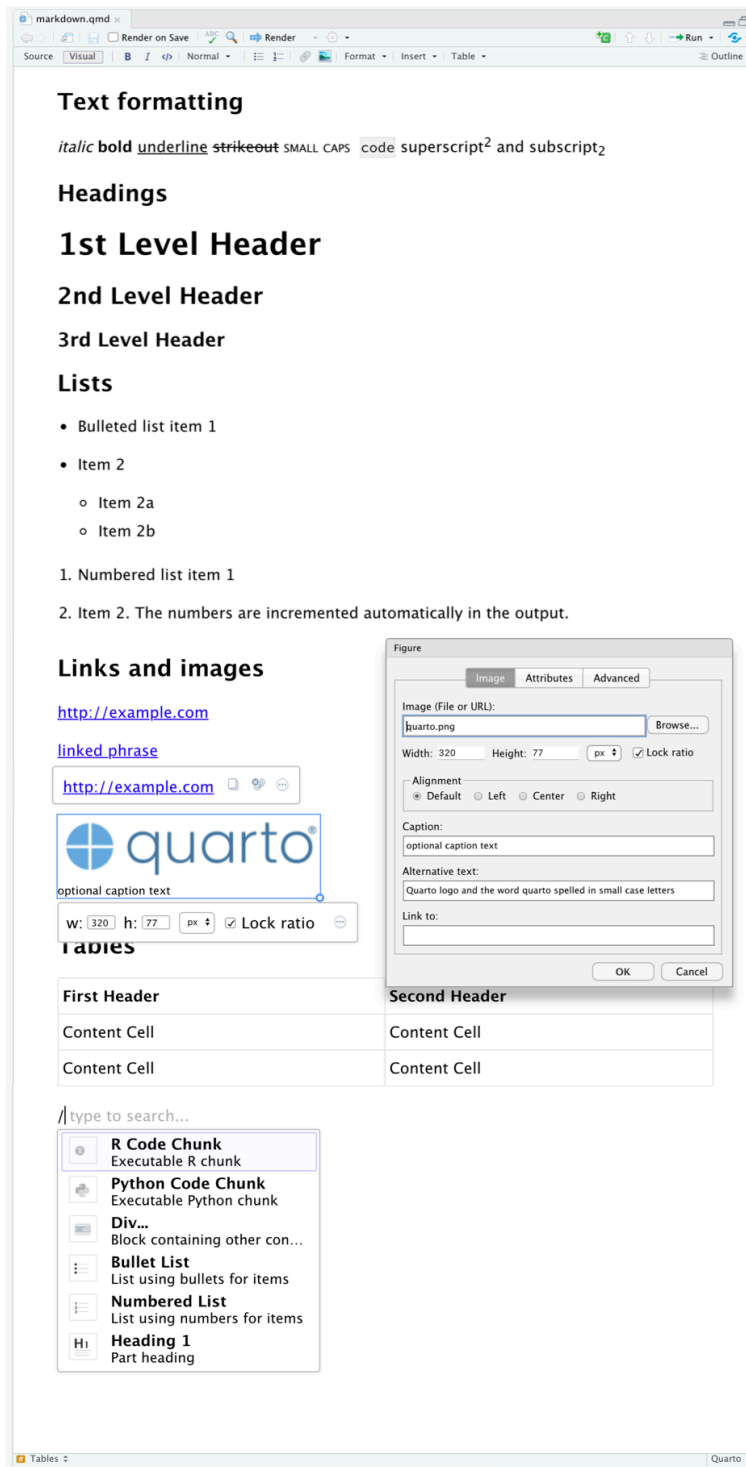 markdown.qmd
Render on Save ABC Render Run
Source Visual B I </> Normal Format Insert Table Outline
Text formatting
italic bold underline strikeout SMALL CAPS code superscript2 and subscript2
Headings
1st Level Header
2nd Level Header
3rd Level Header
Lists
• Bulleted list item 1
• Item 2
◦ Item 2a
◦ Item 2b
1. Numbered list item 1
2. Item 2. The numbers are incremented automatically in the output.
Links and images
http://example.com
linked phrase
http://example.com
quarto®
optional caption text
w: 320 h: 77 px Lock ratio
Figure
Image Attributes Advanced
Image (File or URL):
quarto.png Browse...
Width: 320 Height: 77 px Lock ratio
Alignment
Default Left Center Right
Caption:
optional caption text
Alternative text:
Quarto logo and the word quarto spelled in small case letters
Link to:
OK Cancel
Tables
First Header Second Header
Content Cell Content Cell
Content Cell Content Cell
/ type to search...
R Code Chunk
Executable R chunk
Python Code Chunk
Executable Python chunk
Div...
Block containing other con...
Bullet List
List using bullets for items
Numbered List
List using numbers for items
H1 Heading 1
Part heading
# Tables Quarto